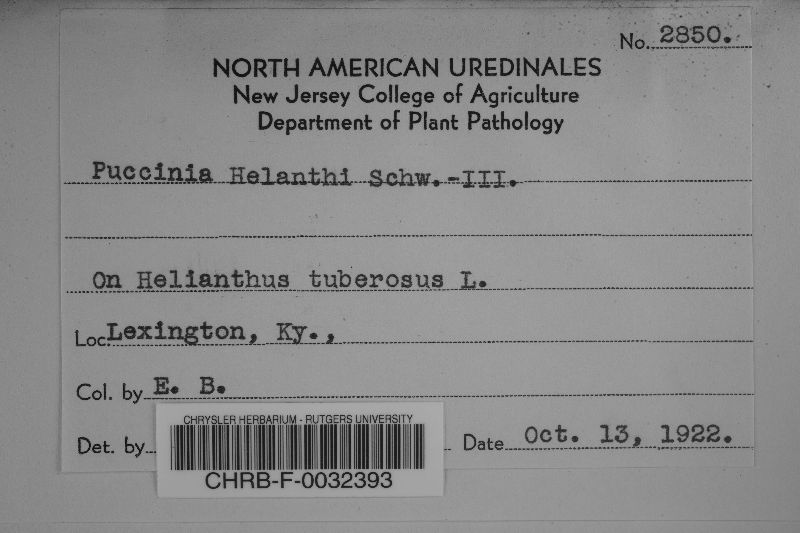 No. 2850.
NORTH AMERICAN UREDINALES
New Jersey College of Agriculture
Department of Plant Pathology
Puccinia Helanthi Schw.-III.
On Helianthus tuberosus L.
Loc Lexington, Ky.,
Col. by E. B.
Det. by
Date Oct. 13, 1922.
CHRYSLER HERBARIUM - RUTGERS UNIVERSITY
CHRB-F-0032393